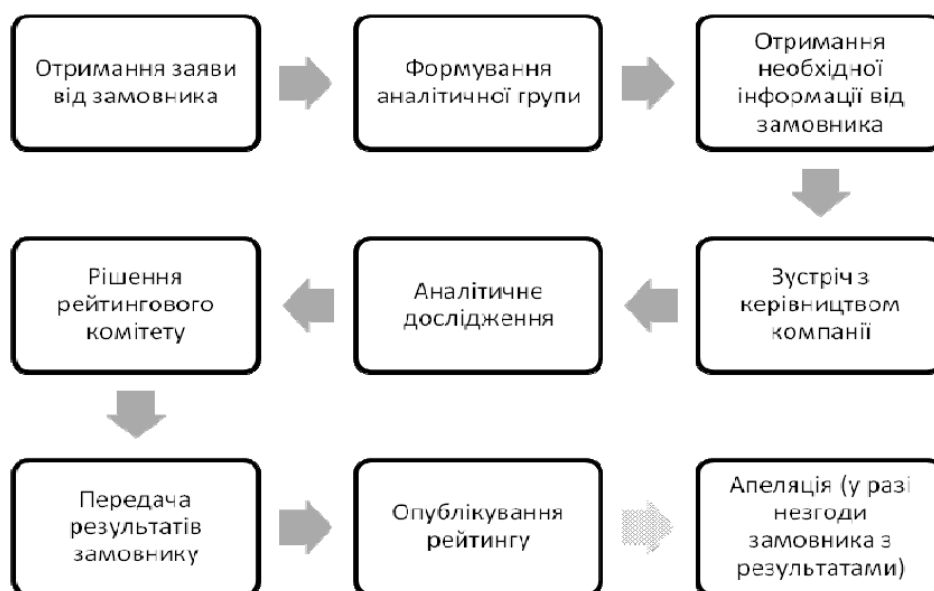 Отримання заяви
від замовника
Формування
аналітичної групи
Отримання
необхідної
інформації від
замовника
Зустріч з
керівництвом
компанії
Аналітичне
дослідження
Рішення
рейтингового
комітету
Передача
результатів
замовнику
Опублікування
рейтингу
Апеляція (у разі
незгоди
замовника з
результатами)